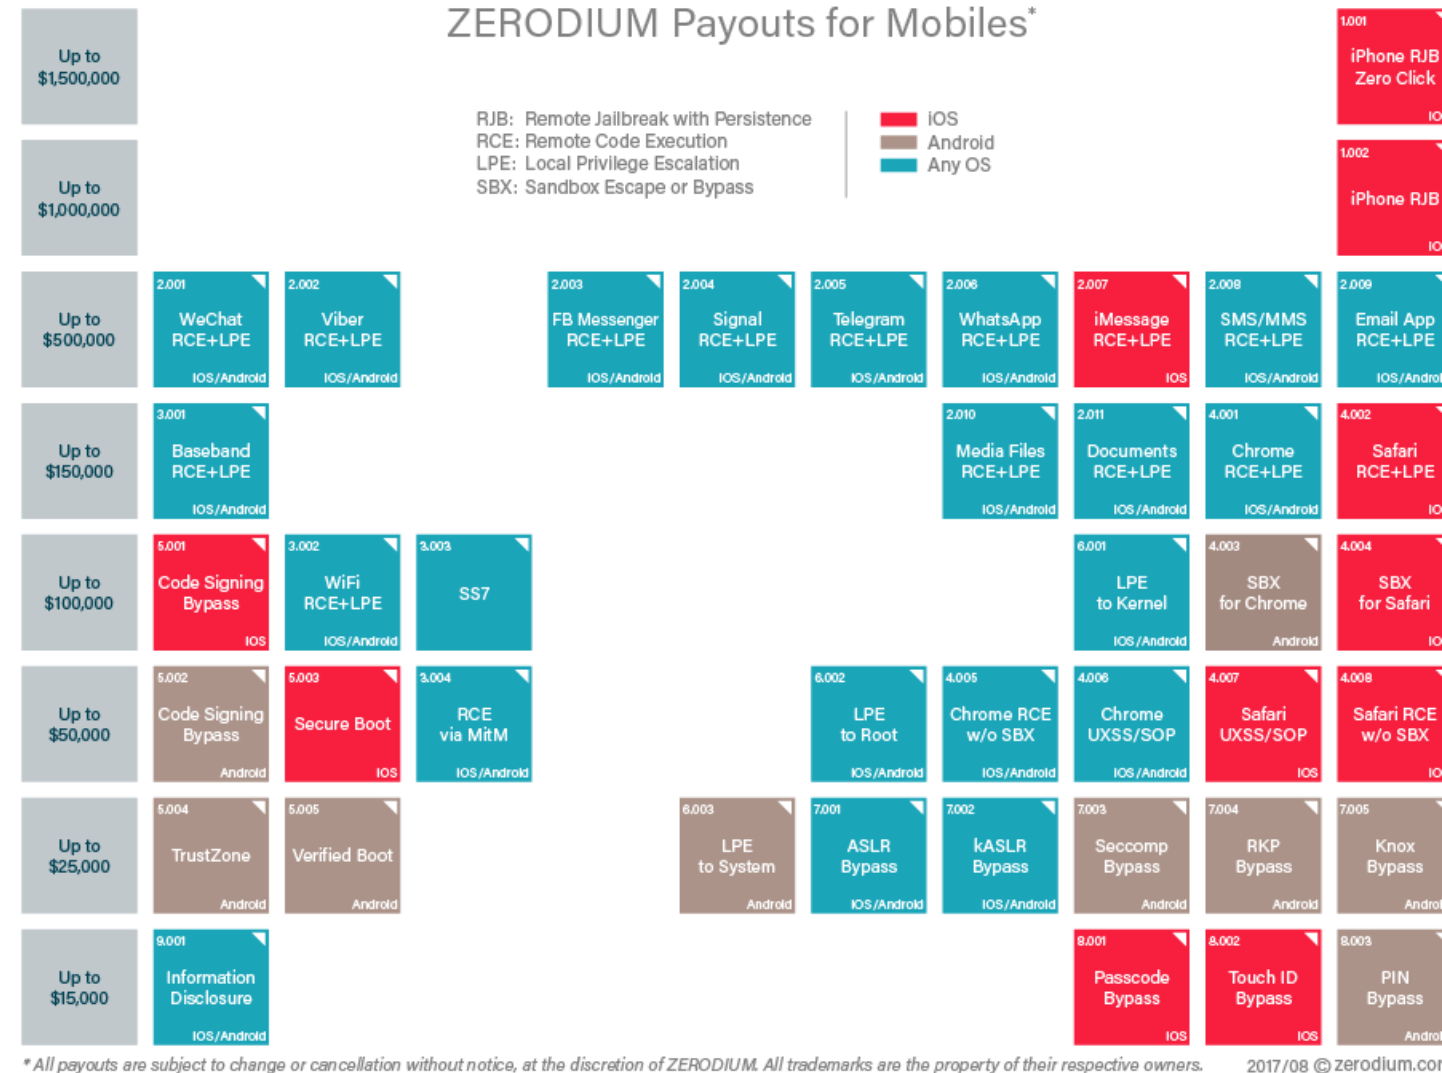 ZERODIUM Payouts for Mobiles*
RJB: Remote Jailbreak with Persistence
RCE: Remote Code Execution
LPE: Local Privilege Escalation
SBX: Sandbox Escape or Bypass
iOS
Android
Any OS
Up to
$1,500,000
1.001
iPhone RJB
Zero Click
IO
Up to
$1,000,000
1.002
iPhone RJB
IO
Up to
$500,000
2.001
WeChat
RCE+LPE
IOS/Android
2.002
Viber
RCE+LPE
IOS/Android
2.003
FB Messenger
RCE+LPE
IOS/Android
2.004
Signal
RCE+LPE
IOS/Android
2.005
Telegram
RCE+LPE
IOS/Android
2.006
WhatsApp
RCE+LPE
IOS/Android
2.007
iMessage
RCE+LPE
IOS
2.008
SMS/MMS
RCE+LPE
IOS/Android
2.009
Email App
RCE+LPE
IOS/Androi
Up to
$150,000
3.001
Baseband
RCE+LPE
IOS/Android
2.010
Media Files
RCE+LPE
IOS/Android
2.011
Documents
RCE+LPE
IOS/Android
4.001
Chrome
RCE+LPE
IOS/Android
4.002
Safari
RCE+LPE
IO
Up to
$100,000
5.001
Code Signing
Bypass
IOS
3.002
WiFi
RCE+LPE
IOS/Android
3.003
SS7
6.001
LPE
to Kernel
IOS/Android
4.003
SBX
for Chrome
Android
4.004
SBX
for Safari
IO
Up to
$50,000
5.002
Code Signing
Bypass
Android
5.003
Secure Boot
IOS
3.004
RCE
via MitM
IOS/Android
6.002
LPE
to Root
IOS/Android
4.005
Chrome RCE
w/o SBX
IOS/Android
4.006
Chrome
UXSS/SOP
IOS/Android
4.007
Safari
UXSS/SOP
IOS
4.008
Safari RCE
w/o SBX
IO
Up to
$25,000
5.004
TrustZone
Android
5.005
Verified Boot
Android
6.003
LPE
to System
Android
7.001
ASLR
Bypass
IOS/Android
7.002
kASLR
Bypass
IOS/Android
7.003
Seccomp
Bypass
Android
7.004
RKP
Bypass
Android
7.005
Knox
Bypass
Androi
Up to
$15,000
9.001
Information
Disclosure
IOS/Android
8.001
Passcode
Bypass
IOS
8.002
Touch ID
Bypass
IOS
8.003
PIN
Bypass
Androi
* All payouts are subject to change or cancellation without notice, at the discretion of ZERODIUM. All trademarks are the property of their respective owners.
2017/08 © zerodium.com